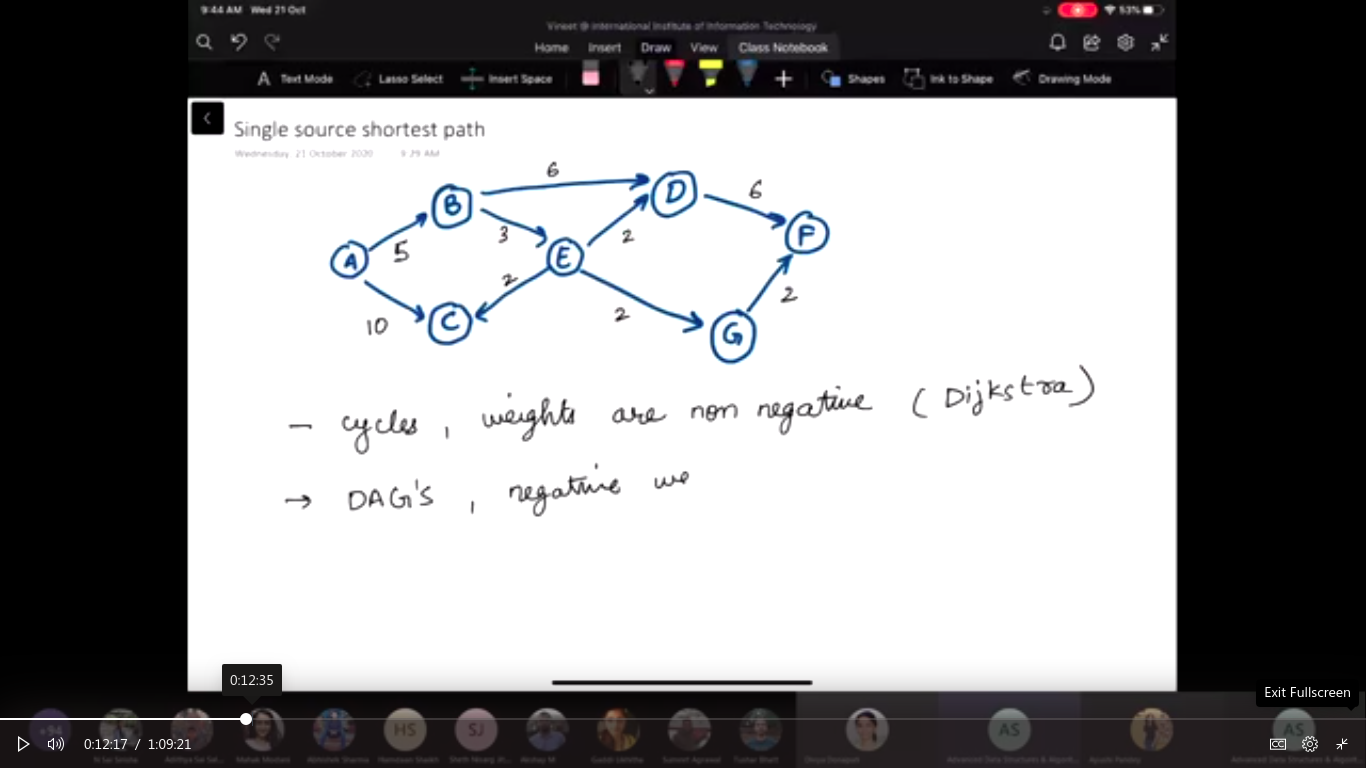 9:44 AM Wed 21 Oct
53%
Vineet @ International Institute of Information Technology
Home Insert Draw View Class Notebook
Text Mode Lasso Select Insert Space Shapes Ink to Shape Drawing Mode
Single source shortest path
Wednesday, 21 October 2020 9:29 AM
6
B D 6
5 3 2 F
A E
2 2
10 C 2
G
- cycles, weights are non negative (Dijkstra)
→ DAG's, negative we
0:12:35
Exit Fullscreen
HS SJ AS AS
0:12:17 / 1:09:21
CC